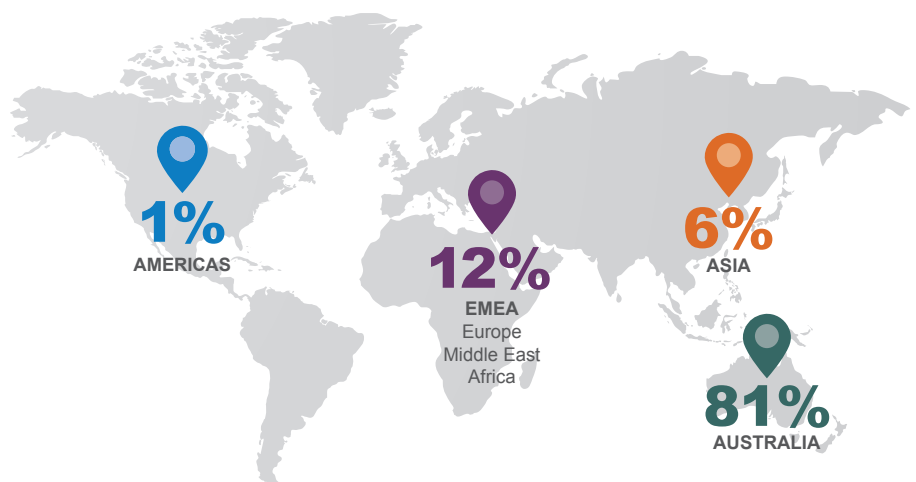 1%
AMERICAS
12%
EMEA
Europe
Middle East
Africa
6%
ASIA
81%
AUSTRALIA